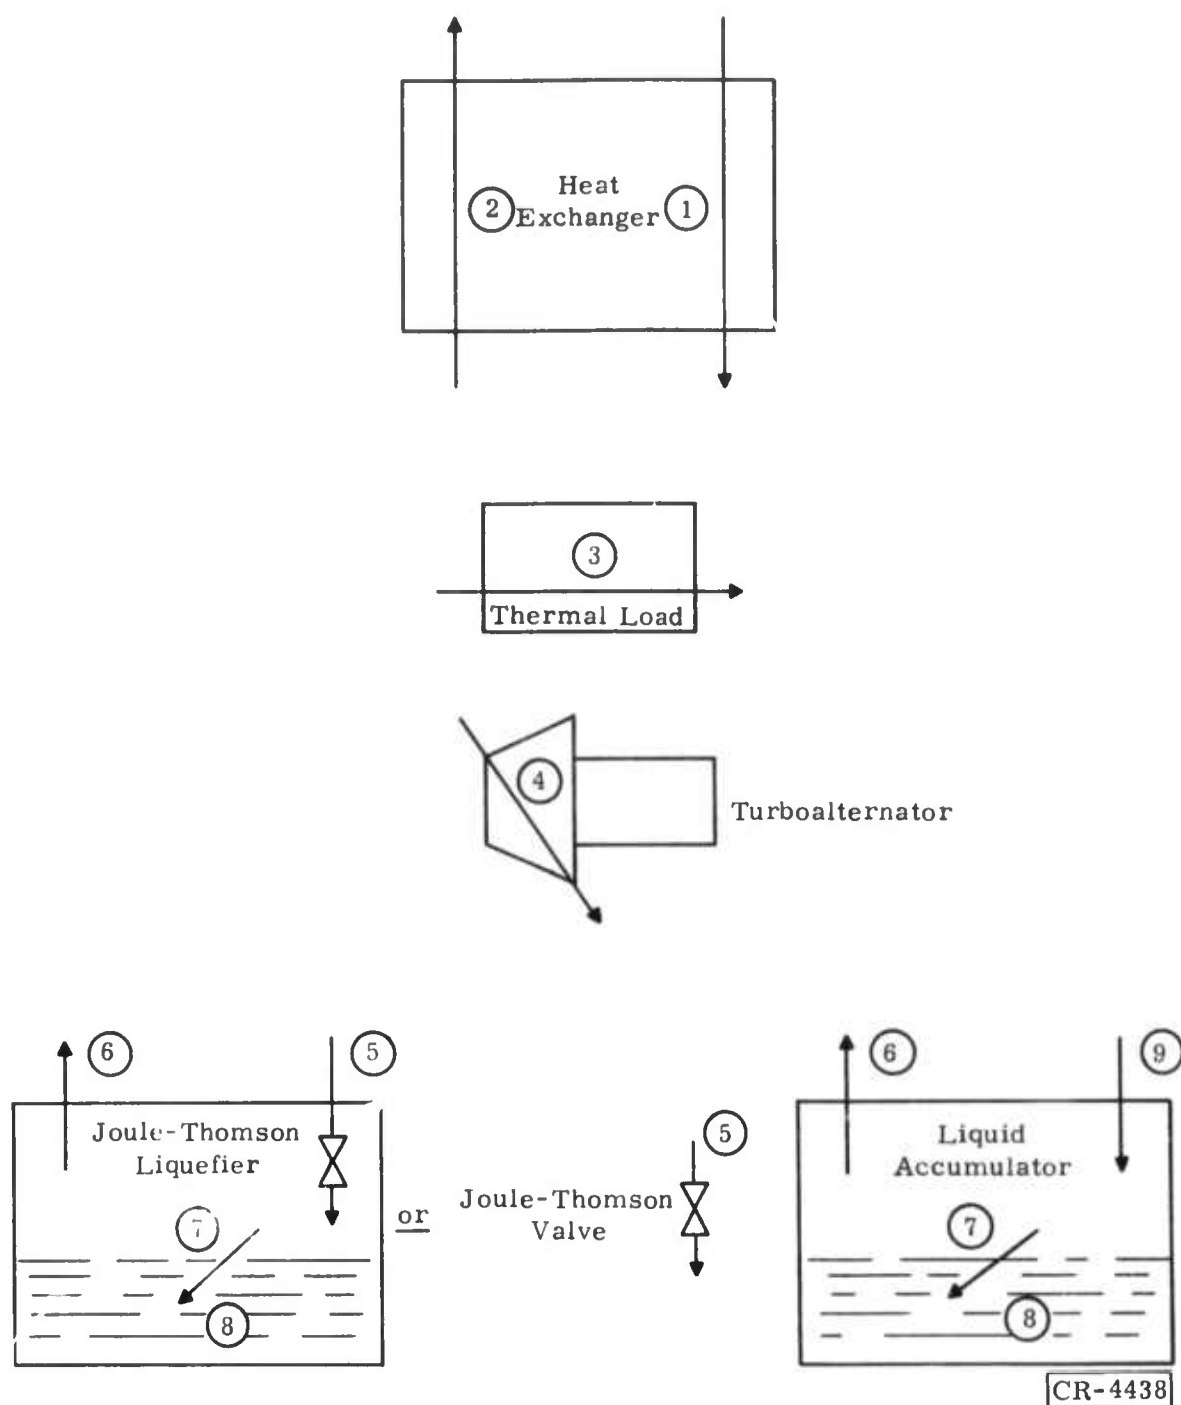 Heat
2 Exchanger 1
3
Thermal Load
4
Turboalternator
6 5
Joule-Thomson
Liquefier
7
8
or
5
Joule-Thomson
Valve
6 9
Liquid
Accumulator
7
8
CR-4438